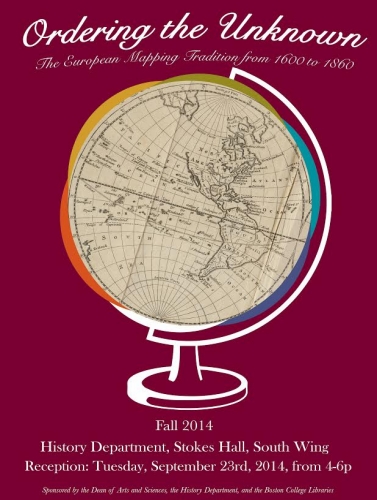 Ordering the Unknown
The European Mapping Tradition from 1600 to 1860
Fall 2014
History Department, Stokes Hall, South Wing
Reception: Tuesday, September 23rd, 2014, from 4-6p
Sponsored by the Dean of Arts and Sciences, the History Department, and the Boston College Libraries